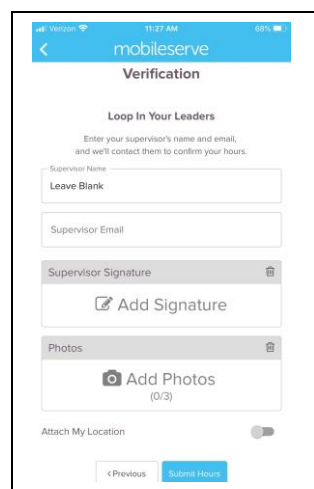 Verizon 11:27 AM 68%
mobileserve
Verification
Loop In Your Leaders
Enter your supervisor's name and email,
and we'll contact them to confirm your hours.
Supervisor Name
Leave Blank
Supervisor Email
Supervisor Signature
Add Signature
Photos
Add Photos
(0/3)
Attach My Location
<Previous Submit Hours